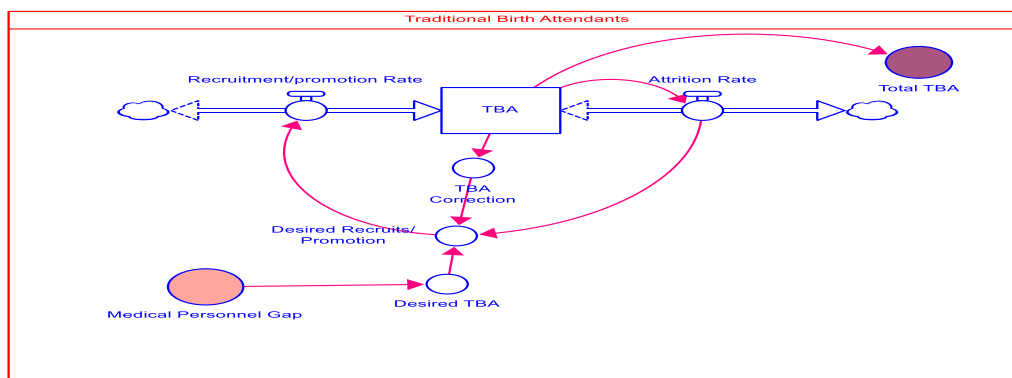 Traditional Birth Attendants
Recruitment/promotion Rate
Attrition Rate
Total TBA
TBA
TBA
Correction
Desired Recruits/
Promotion
Desired TBA
Medical Personnel Gap